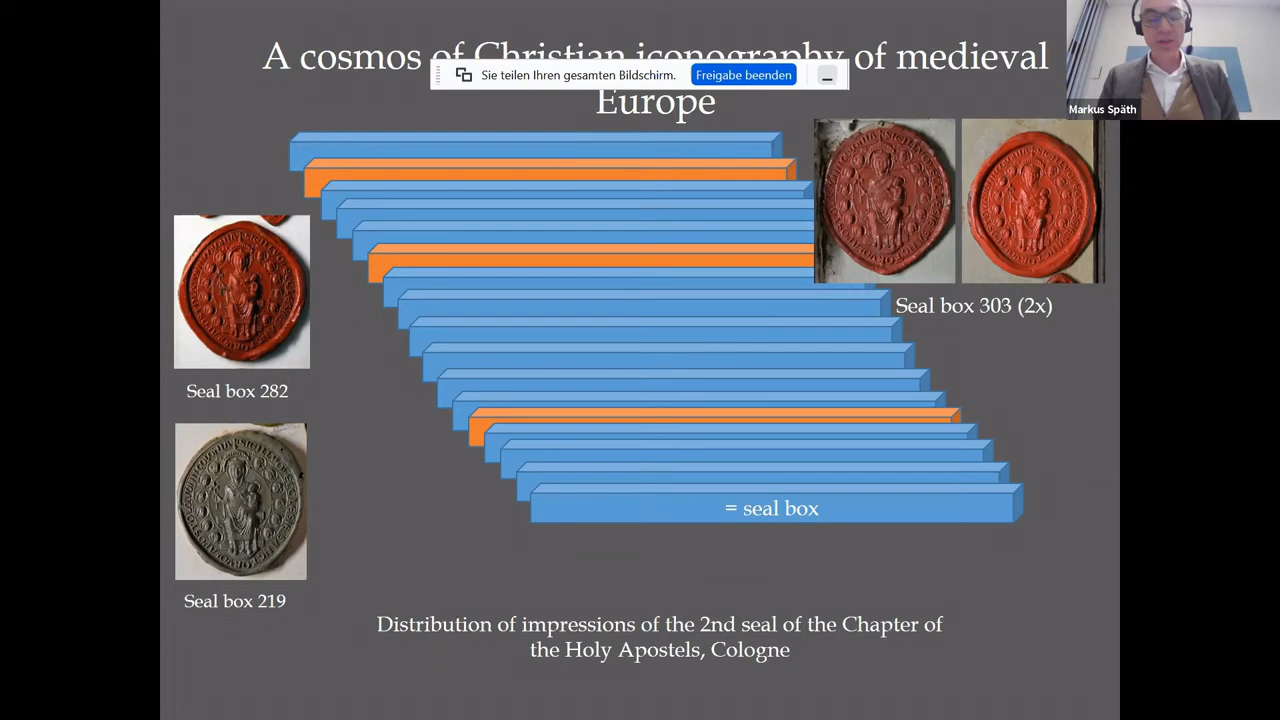 A cosmos of Christian iconography of medieval
Europe
Sie teilen Ihren gesamten Bildschirm.
Freigabe beenden
Markus Späth
Seal box 303 (2x)
Seal box 282
Seal box 219
= seal box
Distribution of impressions of the 2nd seal of the Chapter of
the Holy Apostels, Cologne